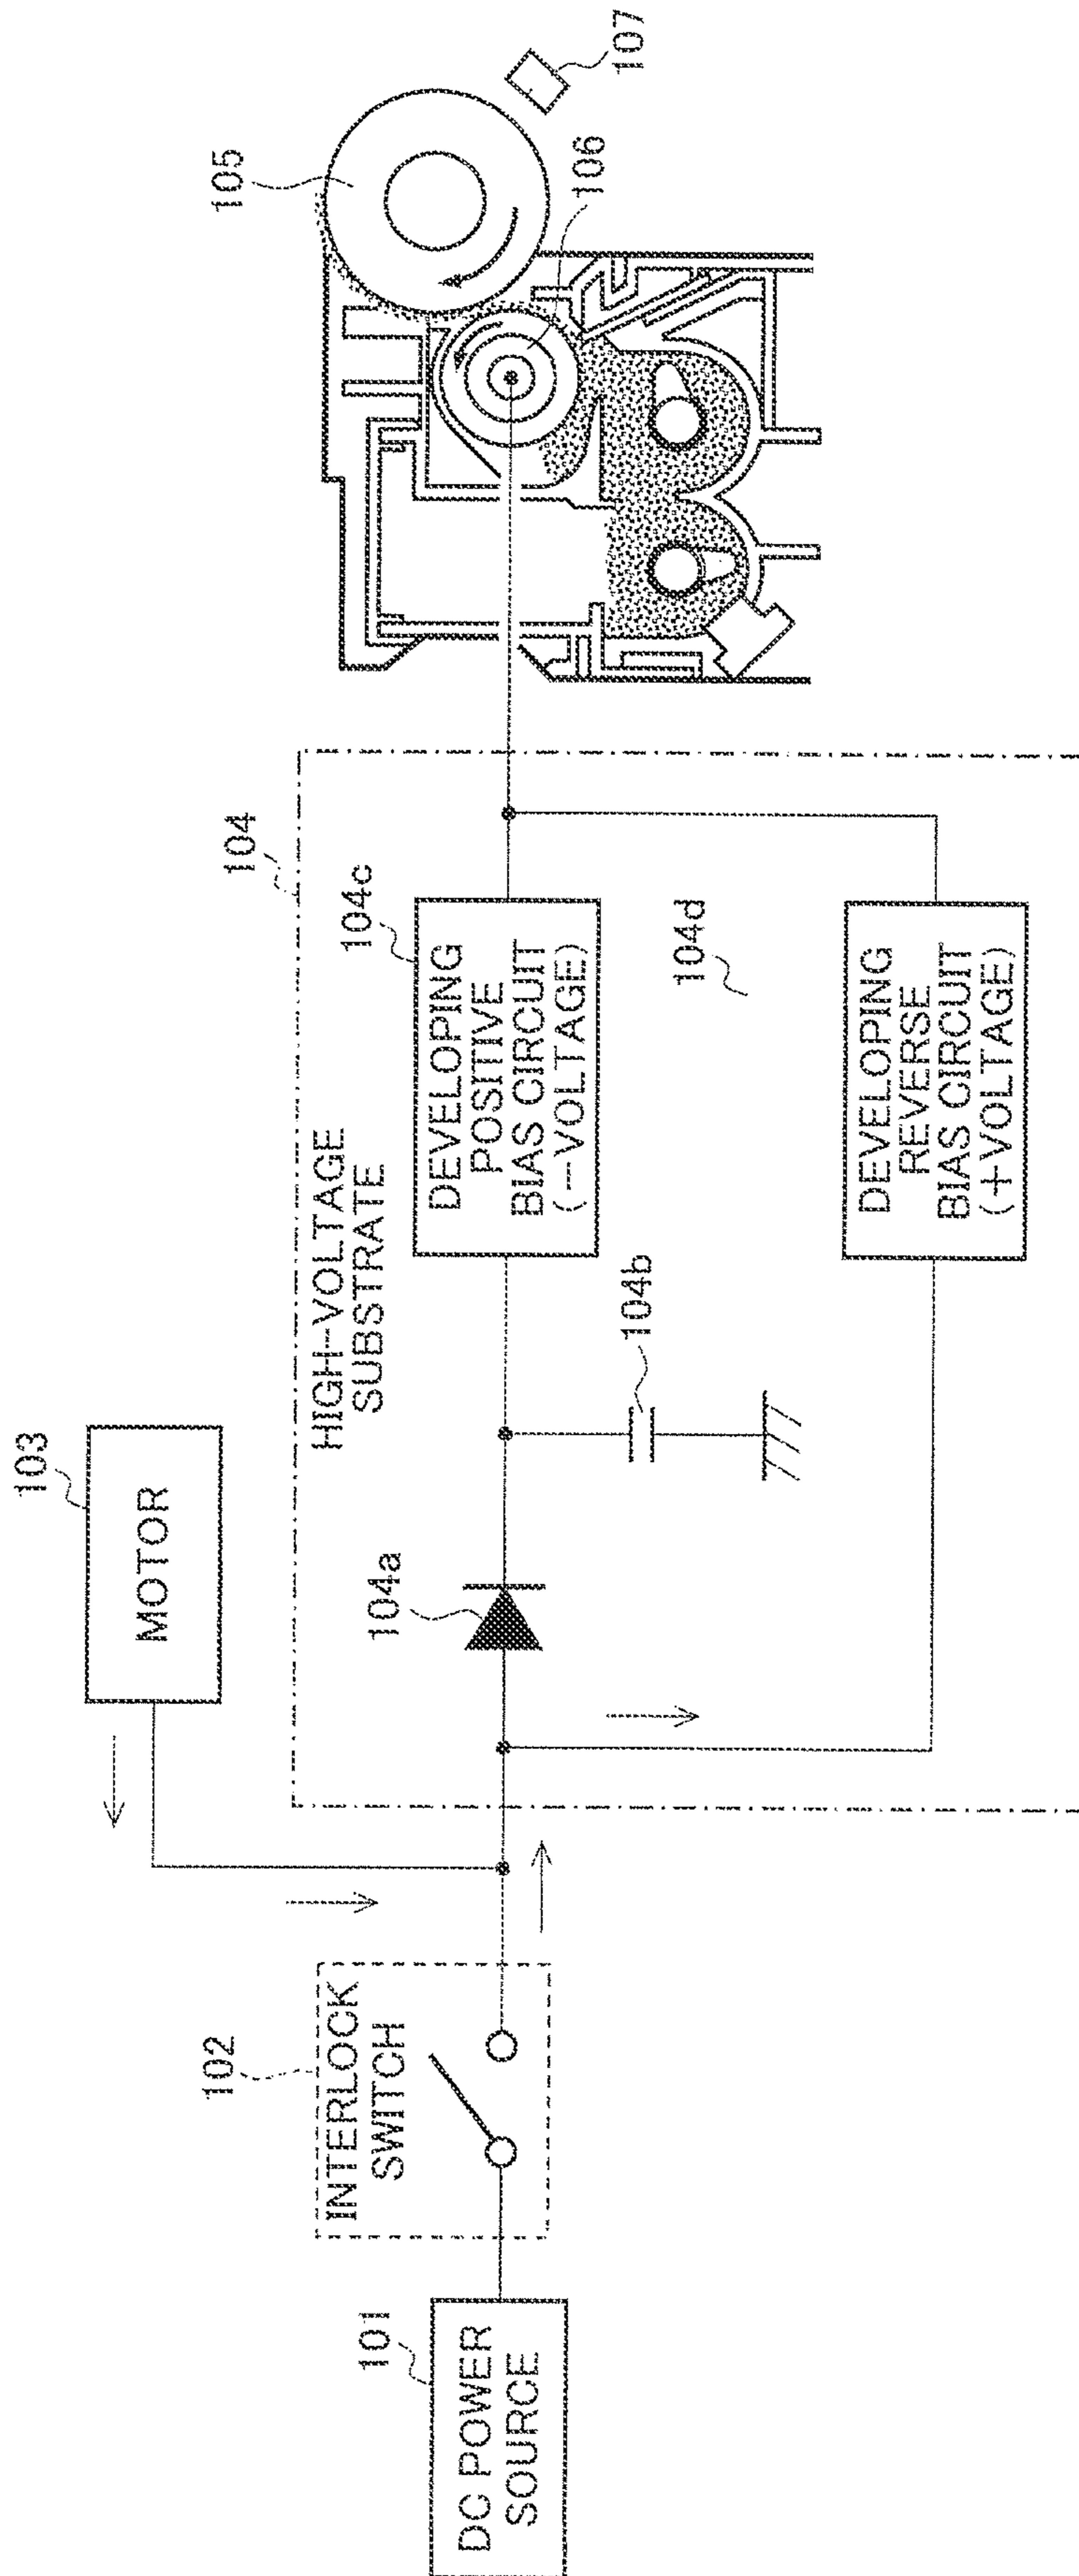 101
DC POWER
SOURCE
102
INTERLOCK
SWITCH
103
MOTOR
104
HIGH-VOLTAGE
SUBSTRATE
104a
104b
104c
DEVELOPING
POSITIVE
BIAS CIRCUIT
(-VOLTAGE)
104d
DEVELOPING
REVERSE
BIAS CIRCUIT
(+VOLTAGE)
105
106
107